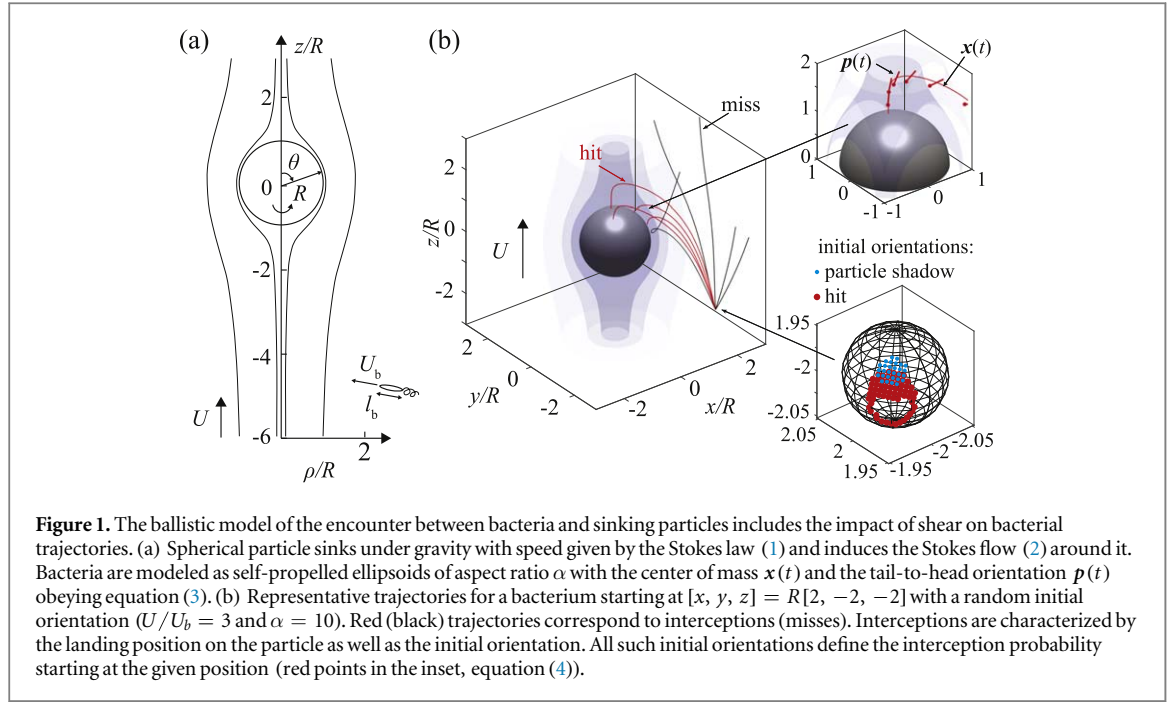 (a)
z/R
2
θ
0
R
-2
-4
U_b
l_b
U
-6
2
ρ/R
(b)
miss
hit
2
0
-2
z/R
U
2
0
-2
y/R
-2
0
2
x/R
p(t)
x(t)
2
1
0
1
0
-1
-1
0
1
initial orientations:
particle shadow
hit
1.95
-2
-2.05
2.05
2
1.95
-1.95
-2
-2.05
Figure 1. The ballistic model of the encounter between bacteria and sinking particles includes the impact of shear on bacterial
trajectories. (a) Spherical particle sinks under gravity with speed given by the Stokes law (1) and induces the Stokes flow (2) around it.
Bacteria are modeled as self-propelled ellipsoids of aspect ratio α with the center of mass x(t) and the tail-to-head orientation p(t)
obeying equation (3). (b) Representative trajectories for a bacterium starting at [x, y, z] = R[2, −2, −2] with a random initial
orientation (U/U_b = 3 and α = 10). Red (black) trajectories correspond to interceptions (misses). Interceptions are characterized by
the landing position on the particle as well as the initial orientation. All such initial orientations define the interception probability
starting at the given position (red points in the inset, equation (4)).